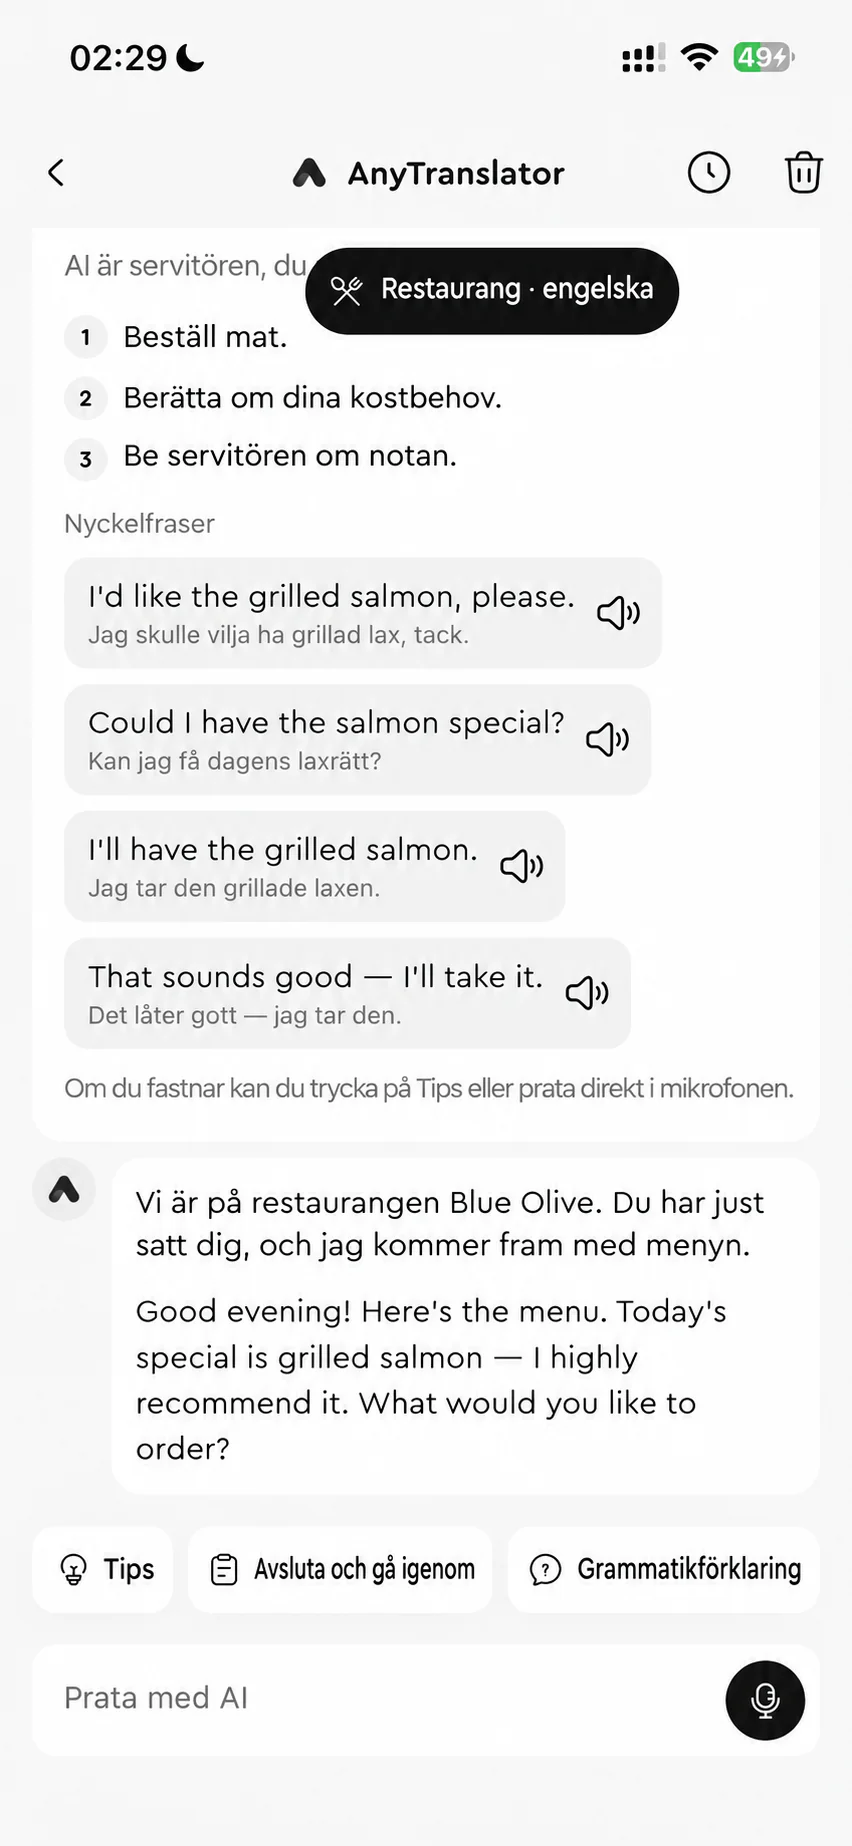 02:29
49
AnyTranslator
AI är servitören, du
Restaurang · engelska
1 Beställ mat.
2 Berätta om dina kostbehov.
3 Be servitören om notan.
Nyckelfraser
I'd like the grilled salmon, please.
Jag skulle vilja ha grillad lax, tack.
Could I have the salmon special?
Kan jag få dagens laxrätt?
I'll have the grilled salmon.
Jag tar den grillade laxen.
That sounds good — I'll take it.
Det låter gott — jag tar den.
Om du fastnar kan du trycka på Tips eller prata direkt i mikrofonen.
Vi är på restaurangen Blue Olive. Du har just
satt dig, och jag kommer fram med menyn.
Good evening! Here's the menu. Today's
special is grilled salmon — I highly
recommend it. What would you like to
order?
Tips
Avsluta och gå igenom
Grammatikförklaring
Prata med AI